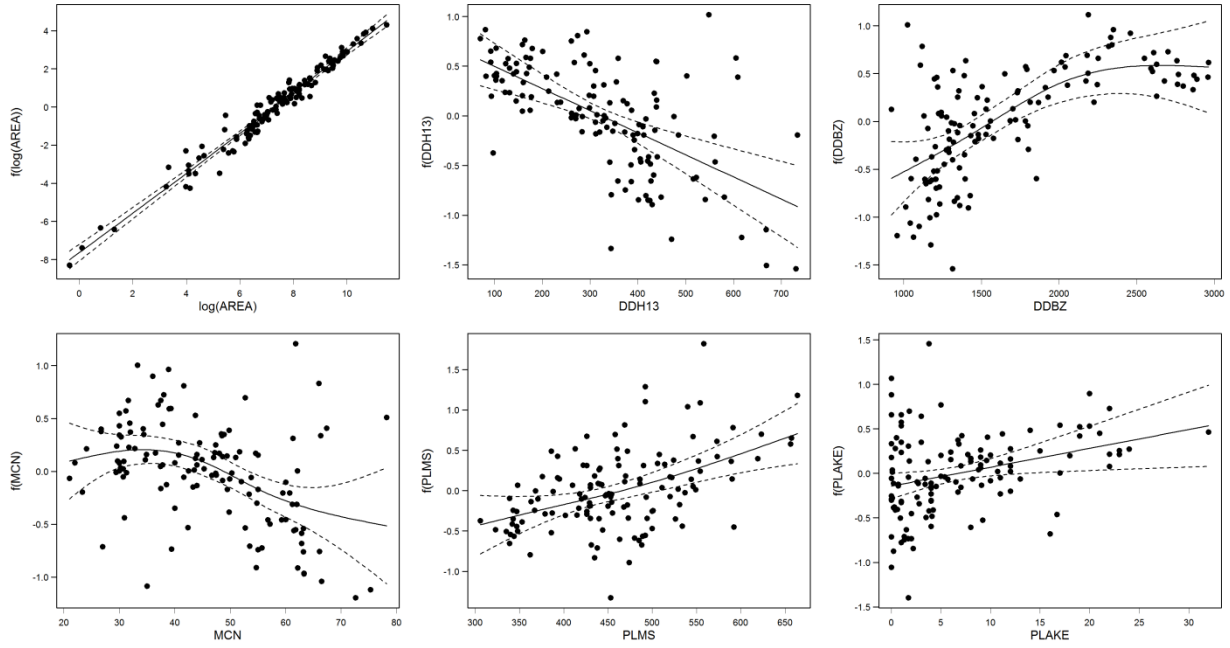 4
2
0
-2
-4
-6
-8
f(log(AREA))
0 2 4 6 8 10
log(AREA)
1.0
0.5
0.0
-0.5
-1.0
-1.5
f(DDH13)
100 200 300 400 500 600 700
DDH13
1.0
0.5
0.0
-0.5
-1.0
-1.5
f(DDBZ)
1000 1500 2000 2500 3000
DDBZ
1.0
0.5
0.0
-0.5
-1.0
f(MCN)
20 30 40 50 60 70 80
MCN
1.5
1.0
0.5
0.0
-0.5
-1.0
f(PLMS)
300 350 400 450 500 550 600 650
PLMS
1.5
1.0
0.5
0.0
-0.5
-1.0
-1.5
f(PLAKE)
0 5 10 15 20 25 30
PLAKE